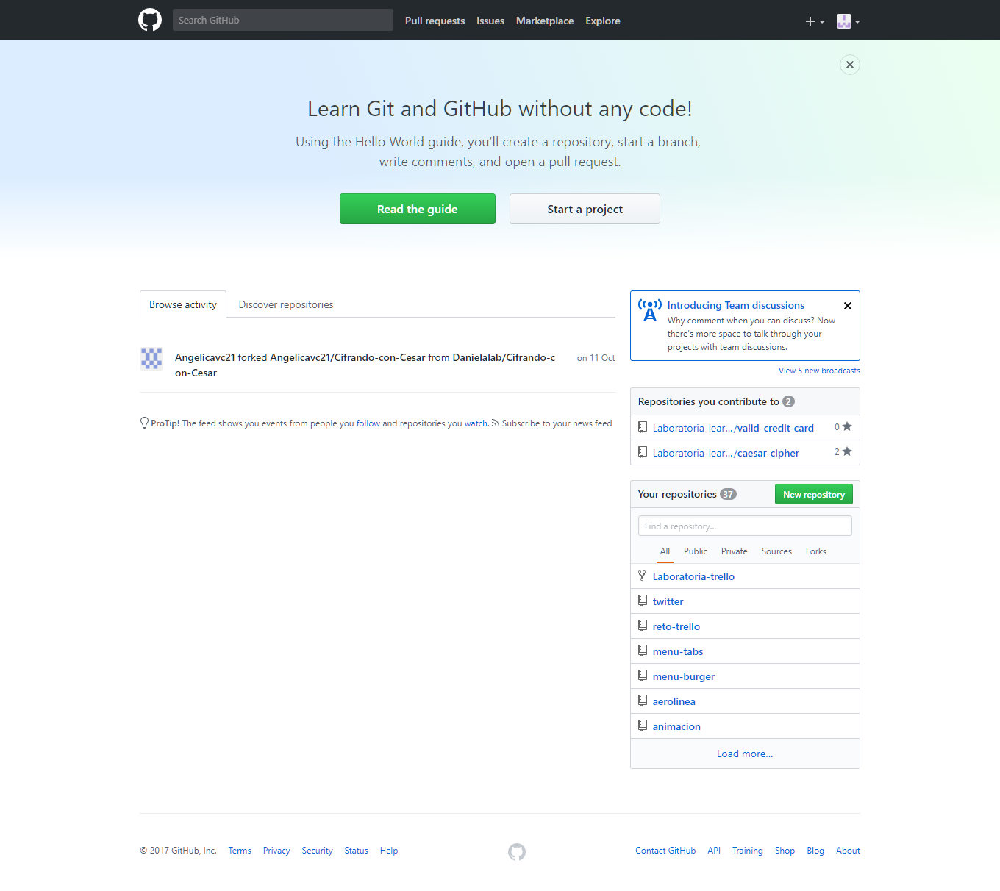 Search GitHub
Pull requests
Issues
Marketplace
Explore
Learn Git and GitHub without any code!
Using the Hello World guide, you’ll create a repository, start a branch,
write comments, and open a pull request.
Read the guide
Start a project
Browse activity
Discover repositories
Angelicavc21 forked Angelicavc21/Cifrando-con-Cesar from Danielalab/Cifrando-c
on-Cesar
on 11 Oct
ProTip! The feed shows you events from people you follow and repositories you watch. Subscribe to your news feed
Introducing Team discussions
Why comment when you can discuss? Now
there's more space to talk through your
projects with team discussions.
View 5 new broadcasts
Repositories you contribute to 2
Laboratoria-lear…/valid-credit-card 0
Laboratoria-lear…/caesar-cipher 2
Your repositories 37
New repository
Find a repository…
All Public Private Sources Forks
Laboratoria-trello
twitter
reto-trello
menu-tabs
menu-burger
aerolinea
animacion
Load more…
© 2017 GitHub, Inc. Terms Privacy Security Status Help
Contact GitHub API Training Shop Blog About